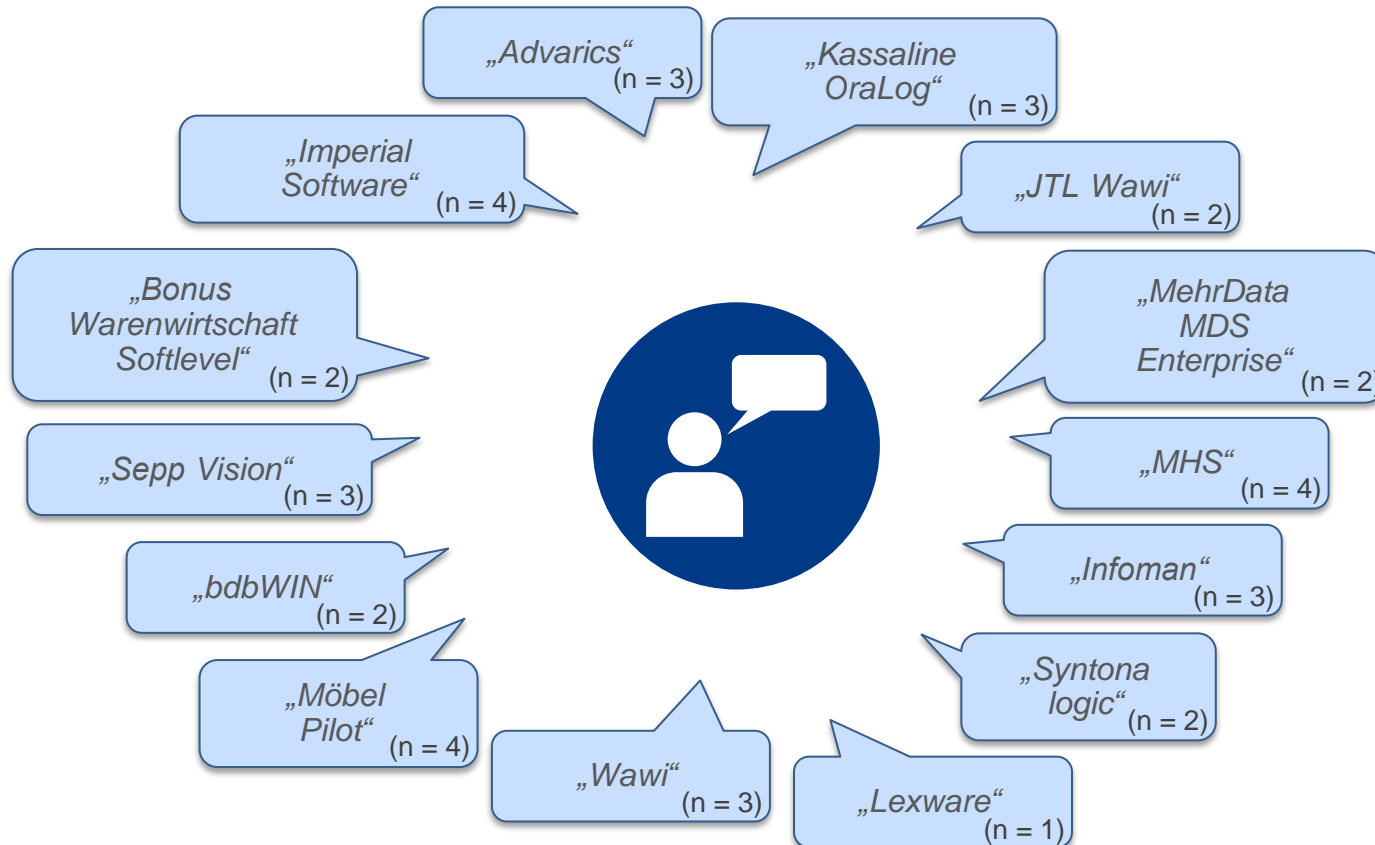 „Advarics“
(n = 3)
„Kassaline
OraLog“
(n = 3)
„Imperial
Software“
(n = 4)
„JTL Wawi“
(n = 2)
„Bonus
Warenwirtschaft
Softlevel“
(n = 2)
„MehrData
MDS
Enterprise“
(n = 2)
„Sepp Vision“
(n = 3)
„MHS“
(n = 4)
„bdbWIN“
(n = 2)
„Infoman“
(n = 3)
„Möbel
Pilot“
(n = 4)
„Syntona
logic“
(n = 2)
„Wawi“
(n = 3)
„Lexware“
(n = 1)